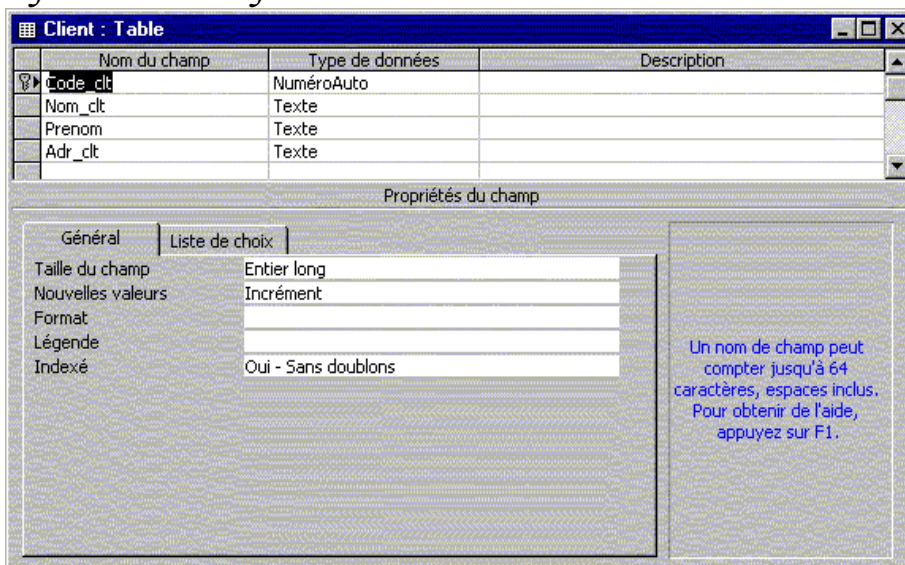 Client : Table
Nom du champ Type de données Description
Code_clt NuméroAuto
Nom_clt Texte
Prenom Texte
Adr_clt Texte
Propriétés du champ
Général Liste de choix
Taille du champ Entier long
Nouvelles valeurs Incrément
Format
Légende
Indexé Oui - Sans doublons
Un nom de champ peut
compter jusqu'à 64
caractères, espaces inclus.
Pour obtenir de l'aide,
appuyez sur F1.